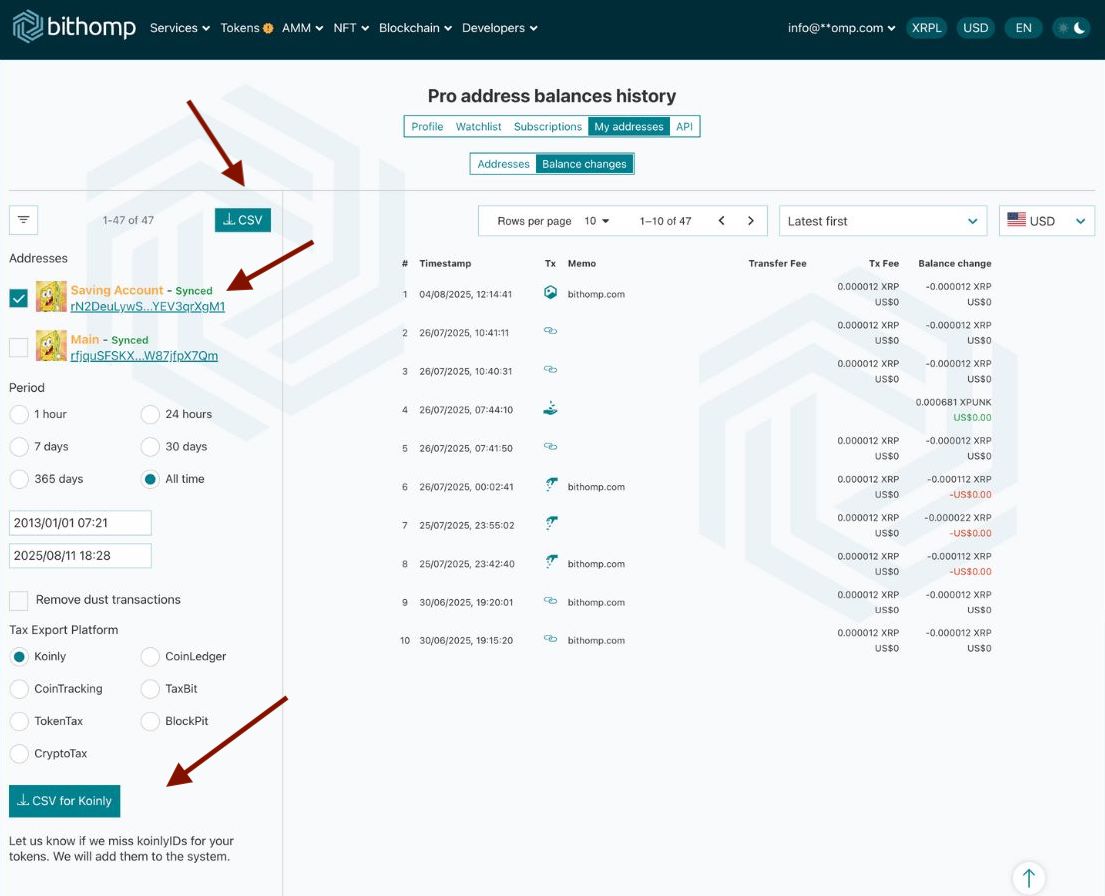 bithomp Services Tokens AMM NFT Blockchain Developers info@**omp.com XRPL USD EN
Pro address balances history
Profile Watchlist Subscriptions My addresses API
Addresses Balance changes
1-47 of 47 CSV
Addresses
Saving Account - Synced
rN2DeuLywS...YEV3qrXgM1
Main - Synced
rfjquSFSKX...W87jfpX7Qm
Period
1 hour 24 hours
7 days 30 days
365 days All time
2013/01/01 07:21
2025/08/11 18:28
Remove dust transactions
Tax Export Platform
Koinly CoinLedger
CoinTracking TaxBit
TokenTax BlockPit
CryptoTax
CSV for Koinly
Let us know if we miss koinlyIDs for your
tokens. We will add them to the system.
Rows per page 10 1–10 of 47 Latest first USD
# Timestamp Tx Memo Transfer Fee Tx Fee Balance change
1 04/08/2025, 12:14:41 bithomp.com 0.000012 XRP -0.000012 XRP
US$0 US$0
2 26/07/2025, 10:41:11 0.000012 XRP -0.000012 XRP
US$0 US$0
3 26/07/2025, 10:40:31 0.000012 XRP -0.000012 XRP
US$0 US$0
4 26/07/2025, 07:44:10 0.000681 XPUNK
US$0.00
5 26/07/2025, 07:41:50 0.000012 XRP -0.000012 XRP
US$0 US$0
6 26/07/2025, 00:02:41 bithomp.com 0.000012 XRP -0.000112 XRP
US$0 -US$0.00
7 25/07/2025, 23:55:02 0.000012 XRP -0.000022 XRP
US$0 -US$0.00
8 25/07/2025, 23:42:40 bithomp.com 0.000012 XRP -0.000112 XRP
US$0 -US$0.00
9 30/06/2025, 19:20:01 bithomp.com 0.000012 XRP -0.000012 XRP
US$0 US$0
10 30/06/2025, 19:15:20 bithomp.com 0.000012 XRP -0.000012 XRP
US$0 US$0